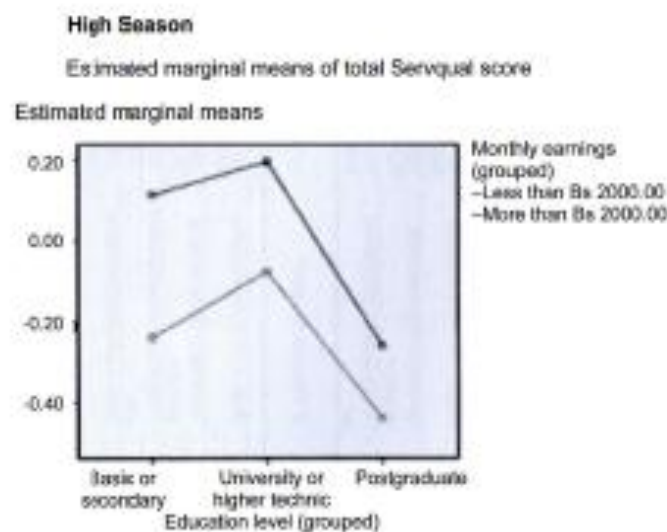 High Season
Estimated marginal means of total Servqual score
Estimated marginal means
0.20
0.00
-0.20
-0.40
Monthly earnings
(grouped)
–Less than Bs 2000.00
–More than Bs 2000.00
Basic or
secondary
University or
higher technic
Postgraduate
Education level (grouped)